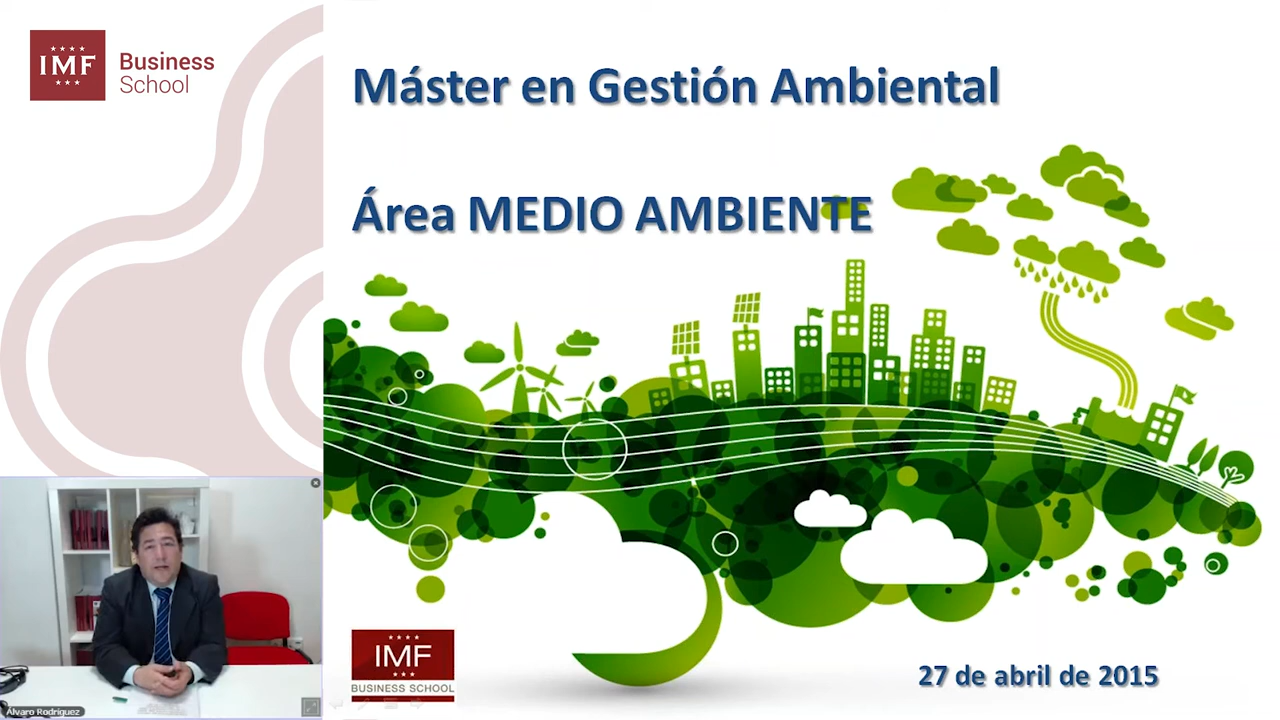 IMF
Business
School
Máster en Gestión Ambiental
Área MEDIO AMBIENTE
IMF
BUSINESS SCHOOL
27 de abril de 2015
Álvaro Rodríguez